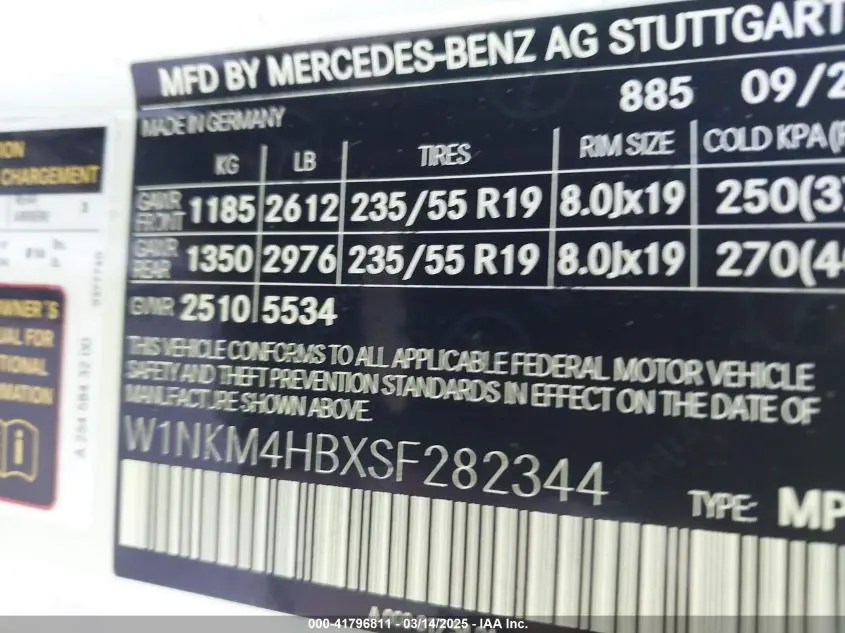 MFD BY MERCEDES-BENZ AG STUTTGART
885 09/2
MADE IN GERMANY
KG LB TIRES RIM SIZE COLD KPA
GAWR FRONT 1185 2612 235/55 R19 8.0Jx19 250(3
GAWR REAR 1350 2976 235/55 R19 8.0Jx19 270(4
GVWR 2510 5534
THIS VEHICLE CONFORMS TO ALL APPLICABLE FEDERAL MOTOR VEHICLE
SAFETY AND THEFT PREVENTION STANDARDS IN EFFECT ON THE DATE OF
MANUFACTURE SHOWN ABOVE.
W1NKM4HBXSF282344
TYPE: MP
CHARGEMENT
OWNER'S
FOR
000-41796811 - 03/14/2025 - IAA Inc.